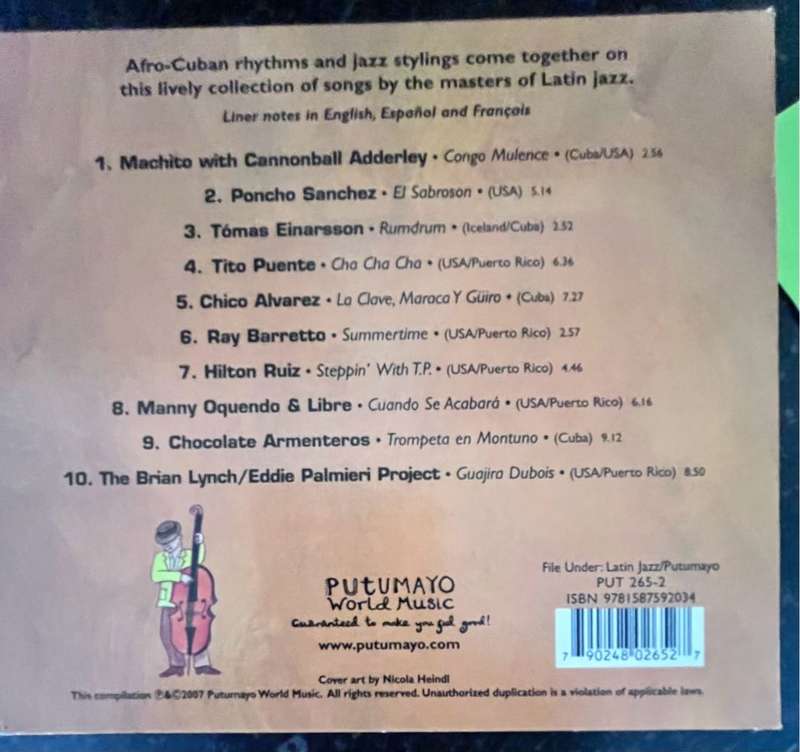 Afro-Cuban rhythms and jazz stylings come together on
this lively collection of songs by the masters of Latin jazz.
Liner notes in English, Español and Français
1. Machito with Cannonball Adderley • Congo Mulence • (Cuba/USA) 2.56
2. Poncho Sanchez • El Sabroson • (USA) 5.14
3. Tómas Einarsson • Rumdrum • (Iceland/Cuba) 2.52
4. Tito Puente • Cha Cha Cha • (USA/Puerto Rico) 6.36
5. Chico Alvarez • La Clave, Maraca Y Güiro • (Cuba) 7.27
6. Ray Barretto • Summertime • (USA/Puerto Rico) 2.57
7. Hilton Ruiz • Steppin' With T.P. • (USA/Puerto Rico) 4.46
8. Manny Oquendo & Libre • Cuando Se Acabará • (USA/Puerto Rico) 6.16
9. Chocolate Armenteros • Trompeta en Montuno • (Cuba) 9.12
10. The Brian Lynch/Eddie Palmieri Project • Guajira Dubois • (USA/Puerto Rico) 8.50
PUTUMAYO
World Music
Guaranteed to make you feel good!
www.putumayo.com
File Under: Latin Jazz/Putumayo
PUT 265-2
ISBN 9781587592034
7 90248 02652 7
Cover art by Nicola Heindl
This compilation ℗&©2007 Putumayo World Music. All rights reserved. Unauthorized duplication is a violation of applicable laws.